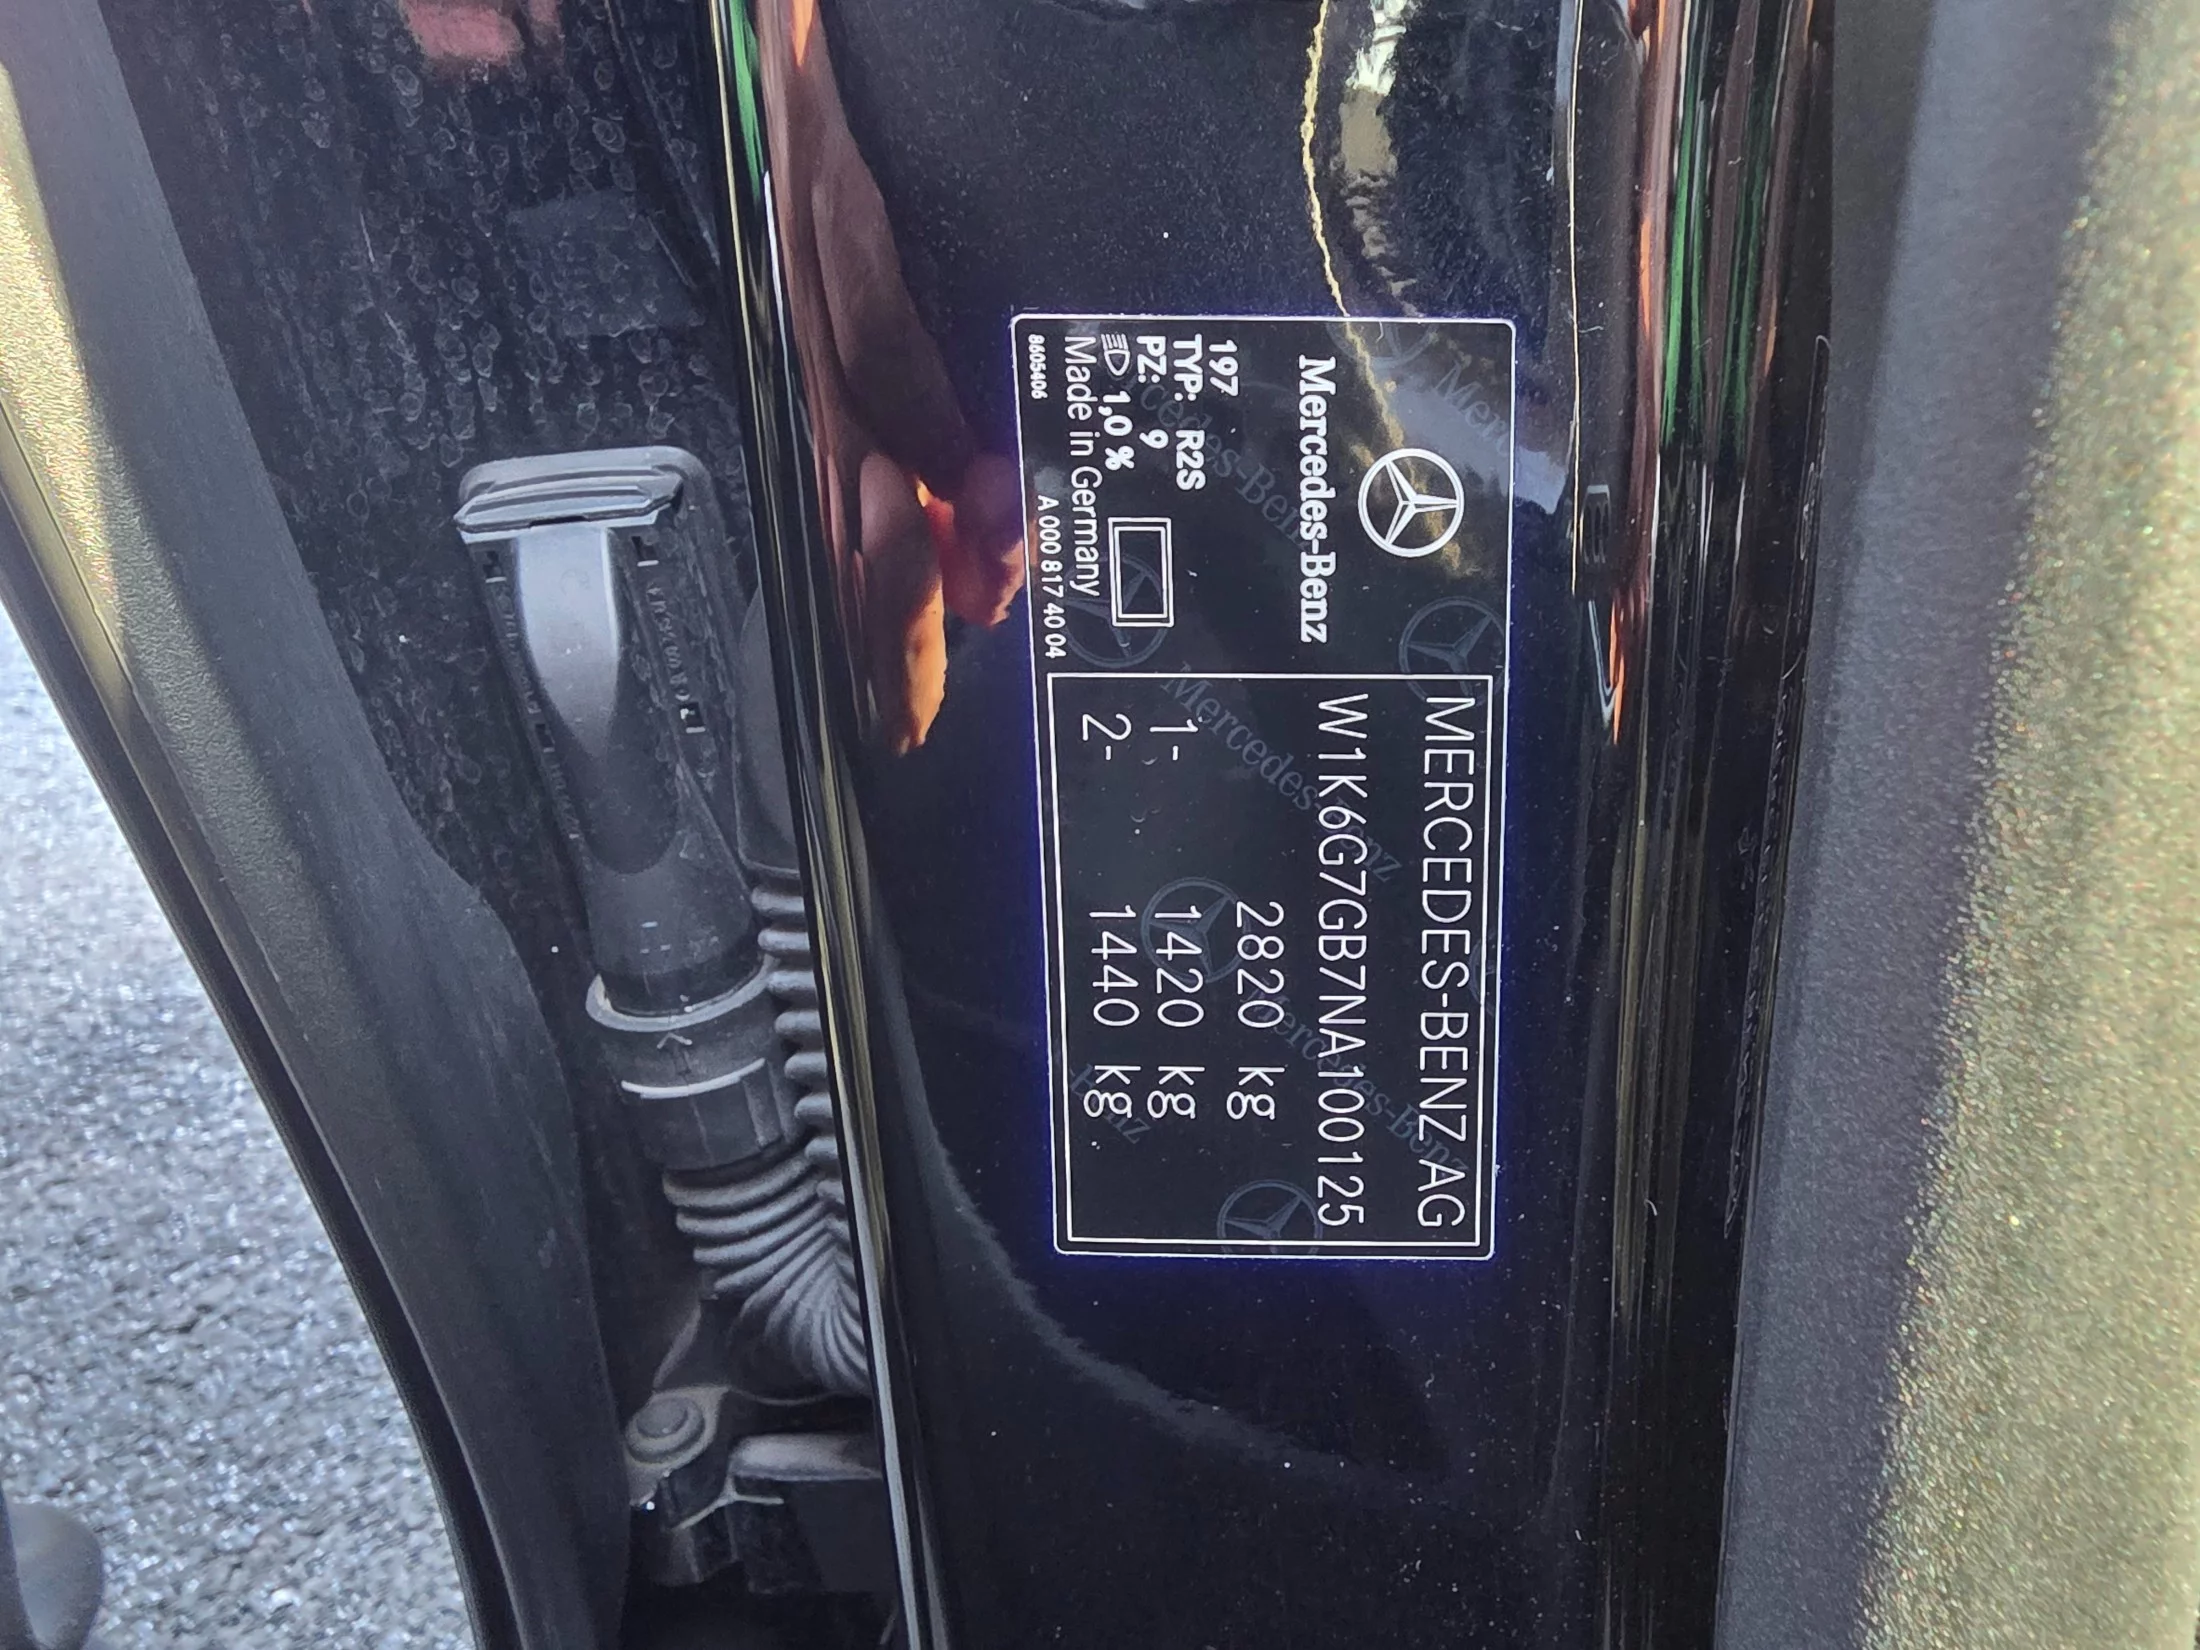 Mercedes-Benz
197
TYP: R2S
PZ: 9
1,0 %
Made in Germany
8605406 A 000 817 40 04
MERCEDES-BENZ AG
W1K6G7GB7NA100125
2820 kg
1- 1420 kg
2- 1440 kg